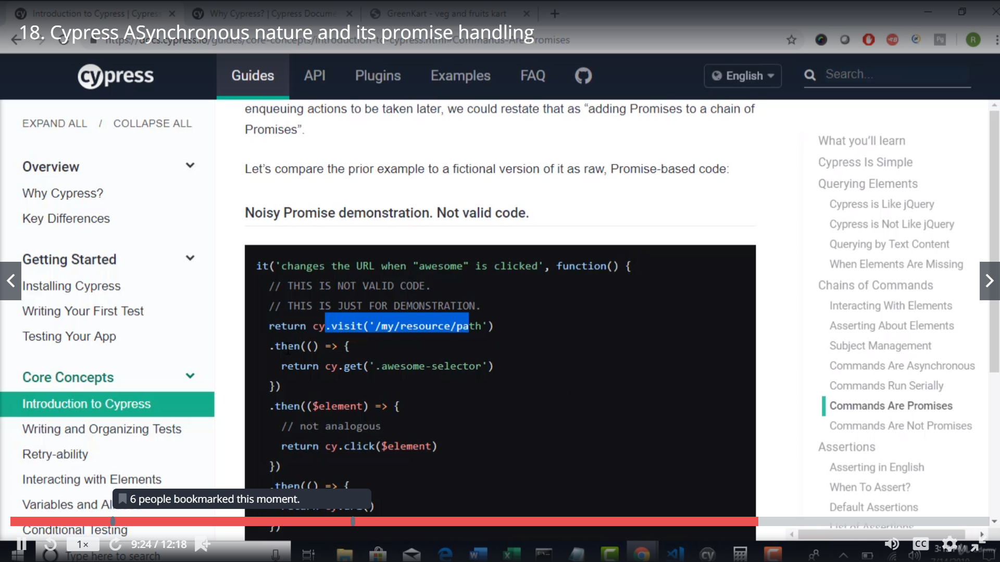 Introduction to Cypress | Cypress
Why Cypress? | Cypress Docume
GreenKart - veg and fruits kart
18. Cypress ASynchronous nature and its promise handling
https://docs.cypress.io/guides/core-concepts/introduction-to-cypress.html#Commands-Are-Promises
cypress
Guides
API
Plugins
Examples
FAQ
English
Search...
EXPAND ALL / COLLAPSE ALL
Overview
Why Cypress?
Key Differences
Getting Started
Installing Cypress
Writing Your First Test
Testing Your App
Core Concepts
Introduction to Cypress
Writing and Organizing Tests
Retry-ability
Interacting with Elements
Variables and Al
Conditional Testing
enqueuing actions to be taken later, we could restate that as “adding Promises to a chain of
Promises”.
Let’s compare the prior example to a fictional version of it as raw, Promise-based code:
Noisy Promise demonstration. Not valid code.
it('changes the URL when "awesome" is clicked', function() {
// THIS IS NOT VALID CODE.
// THIS IS JUST FOR DEMONSTRATION.
return cy.visit('/my/resource/path')
.then(() => {
return cy.get('.awesome-selector')
})
.then(($element) => {
// not analogous
return cy.click($element)
})
.then(() => {
})
What you’ll learn
Cypress Is Simple
Querying Elements
Cypress is Like jQuery
Cypress is Not Like jQuery
Querying by Text Content
When Elements Are Missing
Chains of Commands
Interacting With Elements
Asserting About Elements
Subject Management
Commands Are Asynchronous
Commands Run Serially
Commands Are Promises
Commands Are Not Promises
Assertions
Asserting in English
When To Assert?
Default Assertions
List of Assertions
6 people bookmarked this moment.
1×
9:24 / 12:18
CC
Type here to search